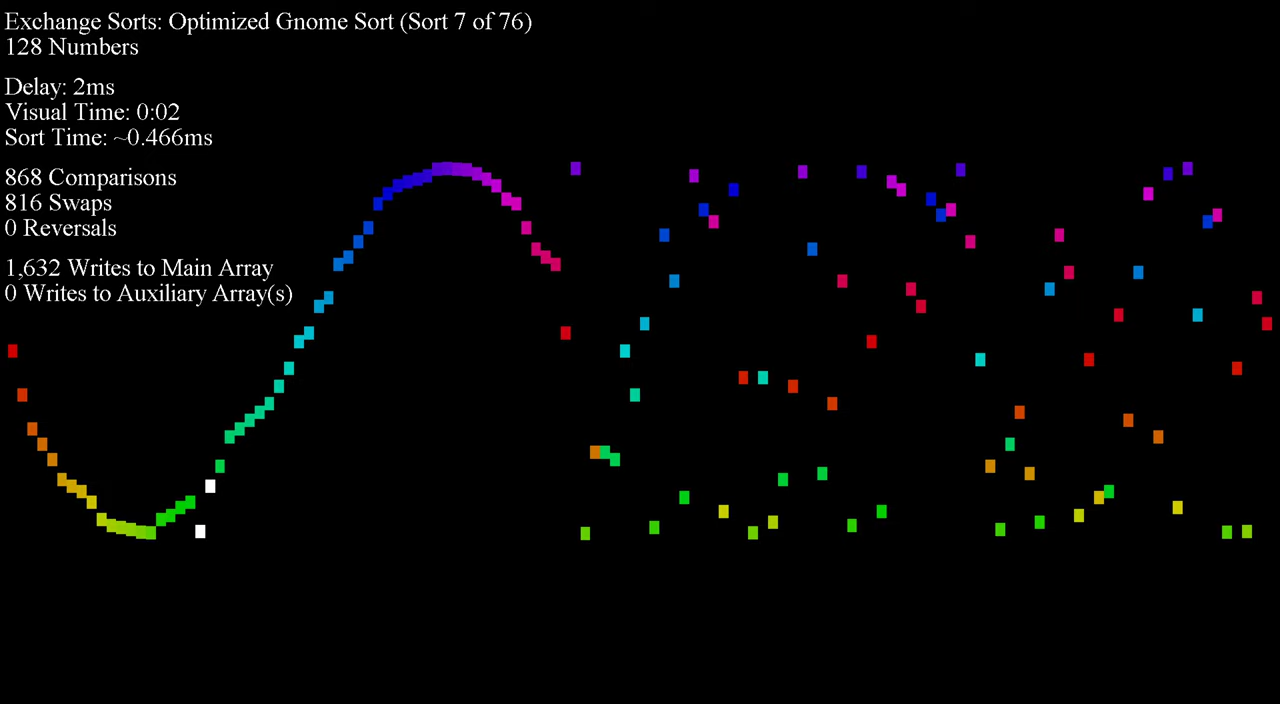 Exchange Sorts: Optimized Gnome Sort (Sort 7 of 76)
128 Numbers
Delay: 2ms
Visual Time: 0:02
Sort Time: ~0.466ms
868 Comparisons
816 Swaps
0 Reversals
1,632 Writes to Main Array
0 Writes to Auxiliary Array(s)